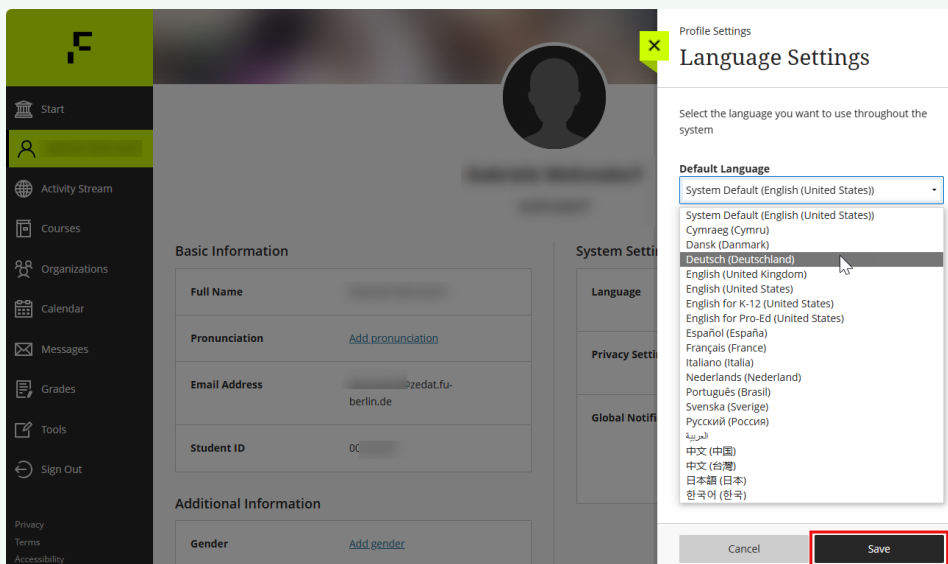 Start
Activity Stream
Courses
Organizations
Calendar
Messages
Grades
Tools
Sign Out
Privacy
Terms
Accessibility
Basic Information
Full Name
Pronunciation
Add pronunciation
Email Address
@zedat.fu-
berlin.de
Student ID
00
Additional Information
Gender
Add gender
System Setti
Language
Privacy Setti
Global Notifi
Profile Settings
Language Settings
Select the language you want to use throughout the
system
Default Language
System Default (English (United States))
System Default (English (United States))
Cymraeg (Cymru)
Dansk (Danmark)
Deutsch (Deutschland)
English (United Kingdom)
English (United States)
English for K-12 (United States)
English for Pro-Ed (United States)
Español (España)
Français (France)
Italiano (Italia)
Nederlands (Nederland)
Português (Brasil)
Svenska (Sverige)
Русский (Россия)
العربية
中文 (中国)
中文 (台灣)
日本語 (日本)
한국어 (한국)
Cancel
Save